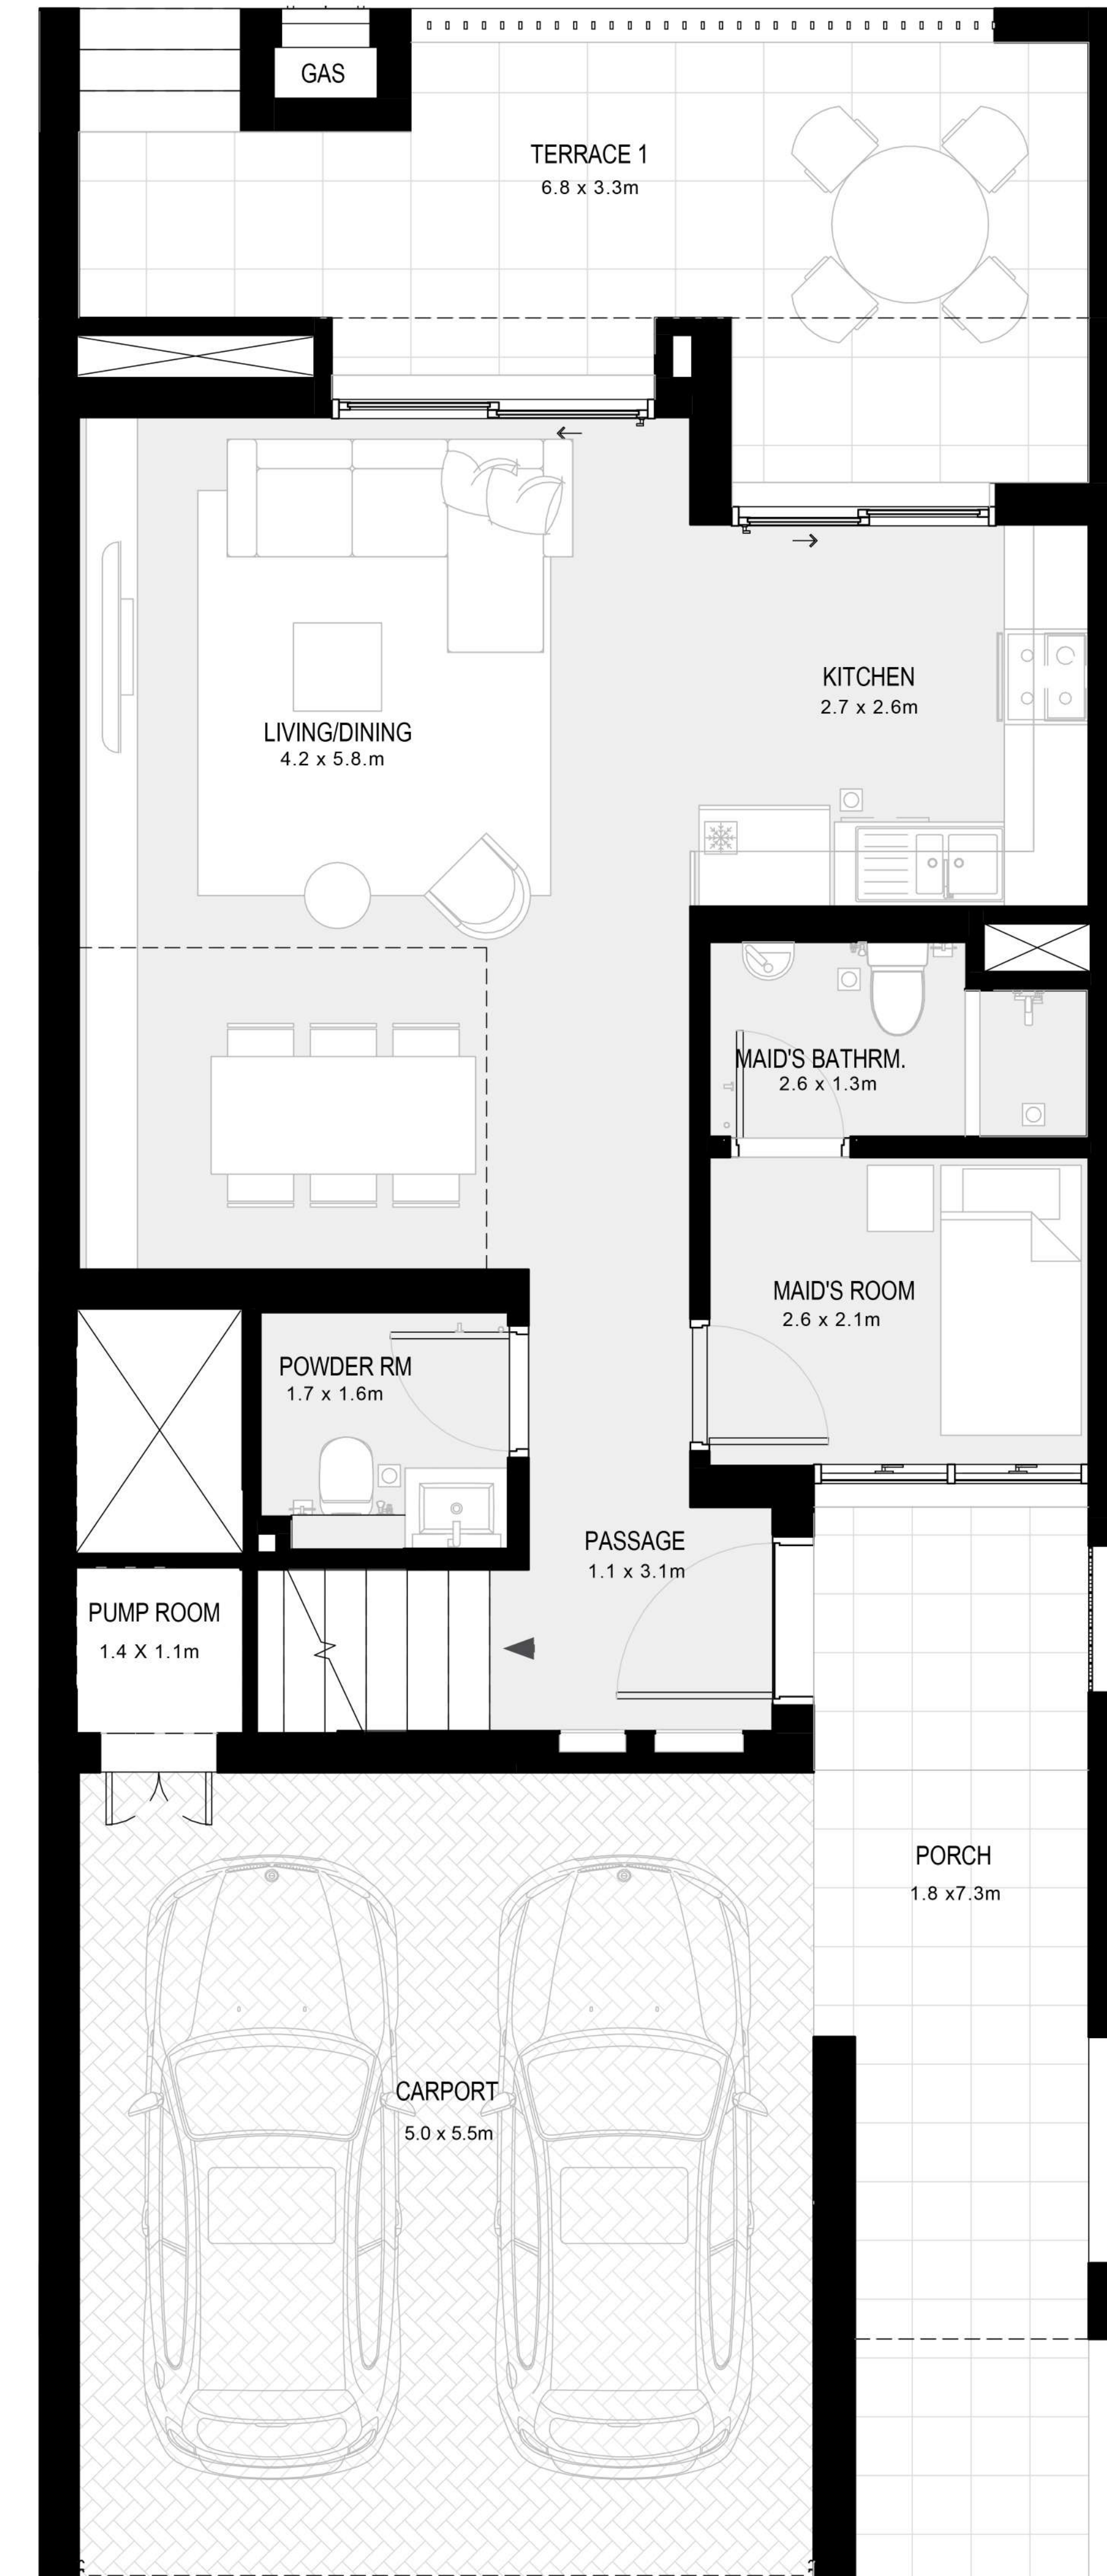 GAS
TERRACE 1
6.8 x 3.3m
KITCHEN
2.7 x 2.6m
LIVING/DINING
4.2 x 5.8.m
MAID'S BATHRM.
2.6 x 1.3m
MAID'S ROOM
2.6 x 2.1m
POWDER RM
1.7 x 1.6m
PASSAGE
1.1 x 3.1m
PUMP ROOM
1.4 X 1.1m
PORCH
1.8 x7.3m
CARPORT
5.0 x 5.5m